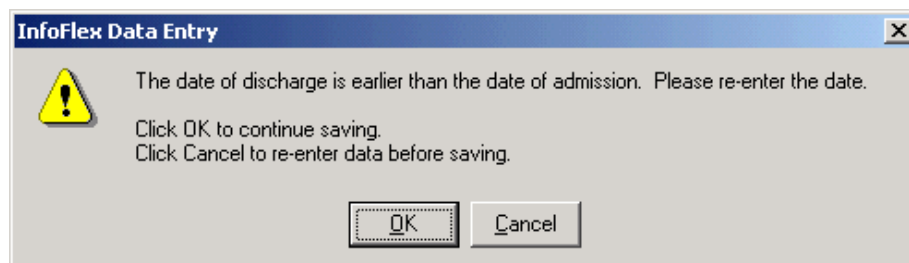 InfoFlex Data Entry
The date of discharge is earlier than the date of admission.  Please re-enter the date.
Click OK to continue saving.
Click Cancel to re-enter data before saving.
OK Cancel